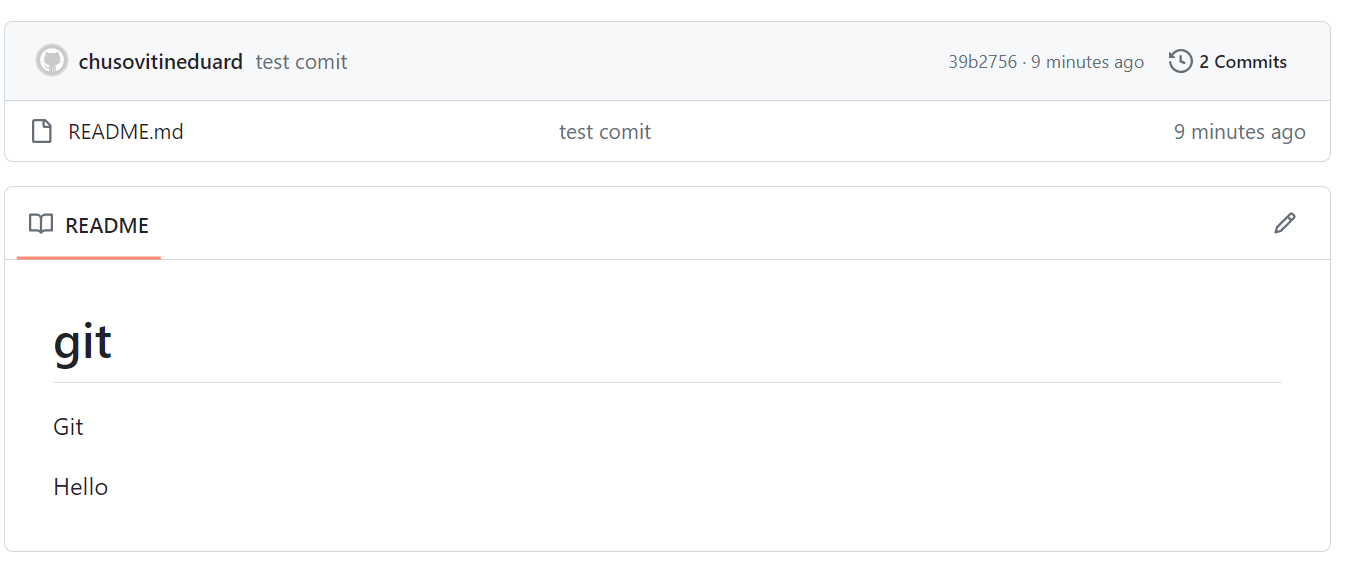 chusovitineduard test comit 39b2756 · 9 minutes ago 2 Commits
README.md test comit 9 minutes ago
README
git
Git
Hello